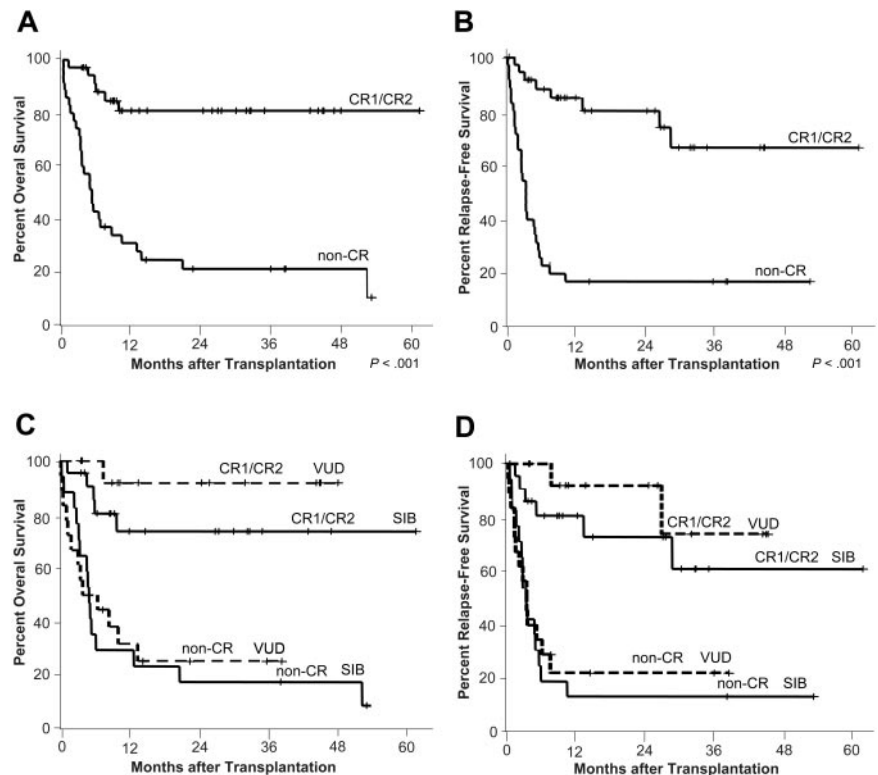 A
Percent Overal Survival
100
80
60
40
20
0
CR1/CR2
non-CR
0 12 24 36 48 60
Months after Transplantation
P < .001
B
Percent Relapse-Free Survival
100
80
60
40
20
0
CR1/CR2
non-CR
0 12 24 36 48 60
Months after Transplantation
P < .001
C
Percent Overal Survival
100
80
60
40
20
0
CR1/CR2 VUD
CR1/CR2 SIB
non-CR VUD
non-CR SIB
0 12 24 36 48 60
Months after Transplantation
D
Percent Relapse-Free Survival
100
80
60
40
20
0
CR1/CR2 VUD
CR1/CR2 SIB
non-CR VUD
non-CR SIB
0 12 24 36 48 60
Months after Transplantation